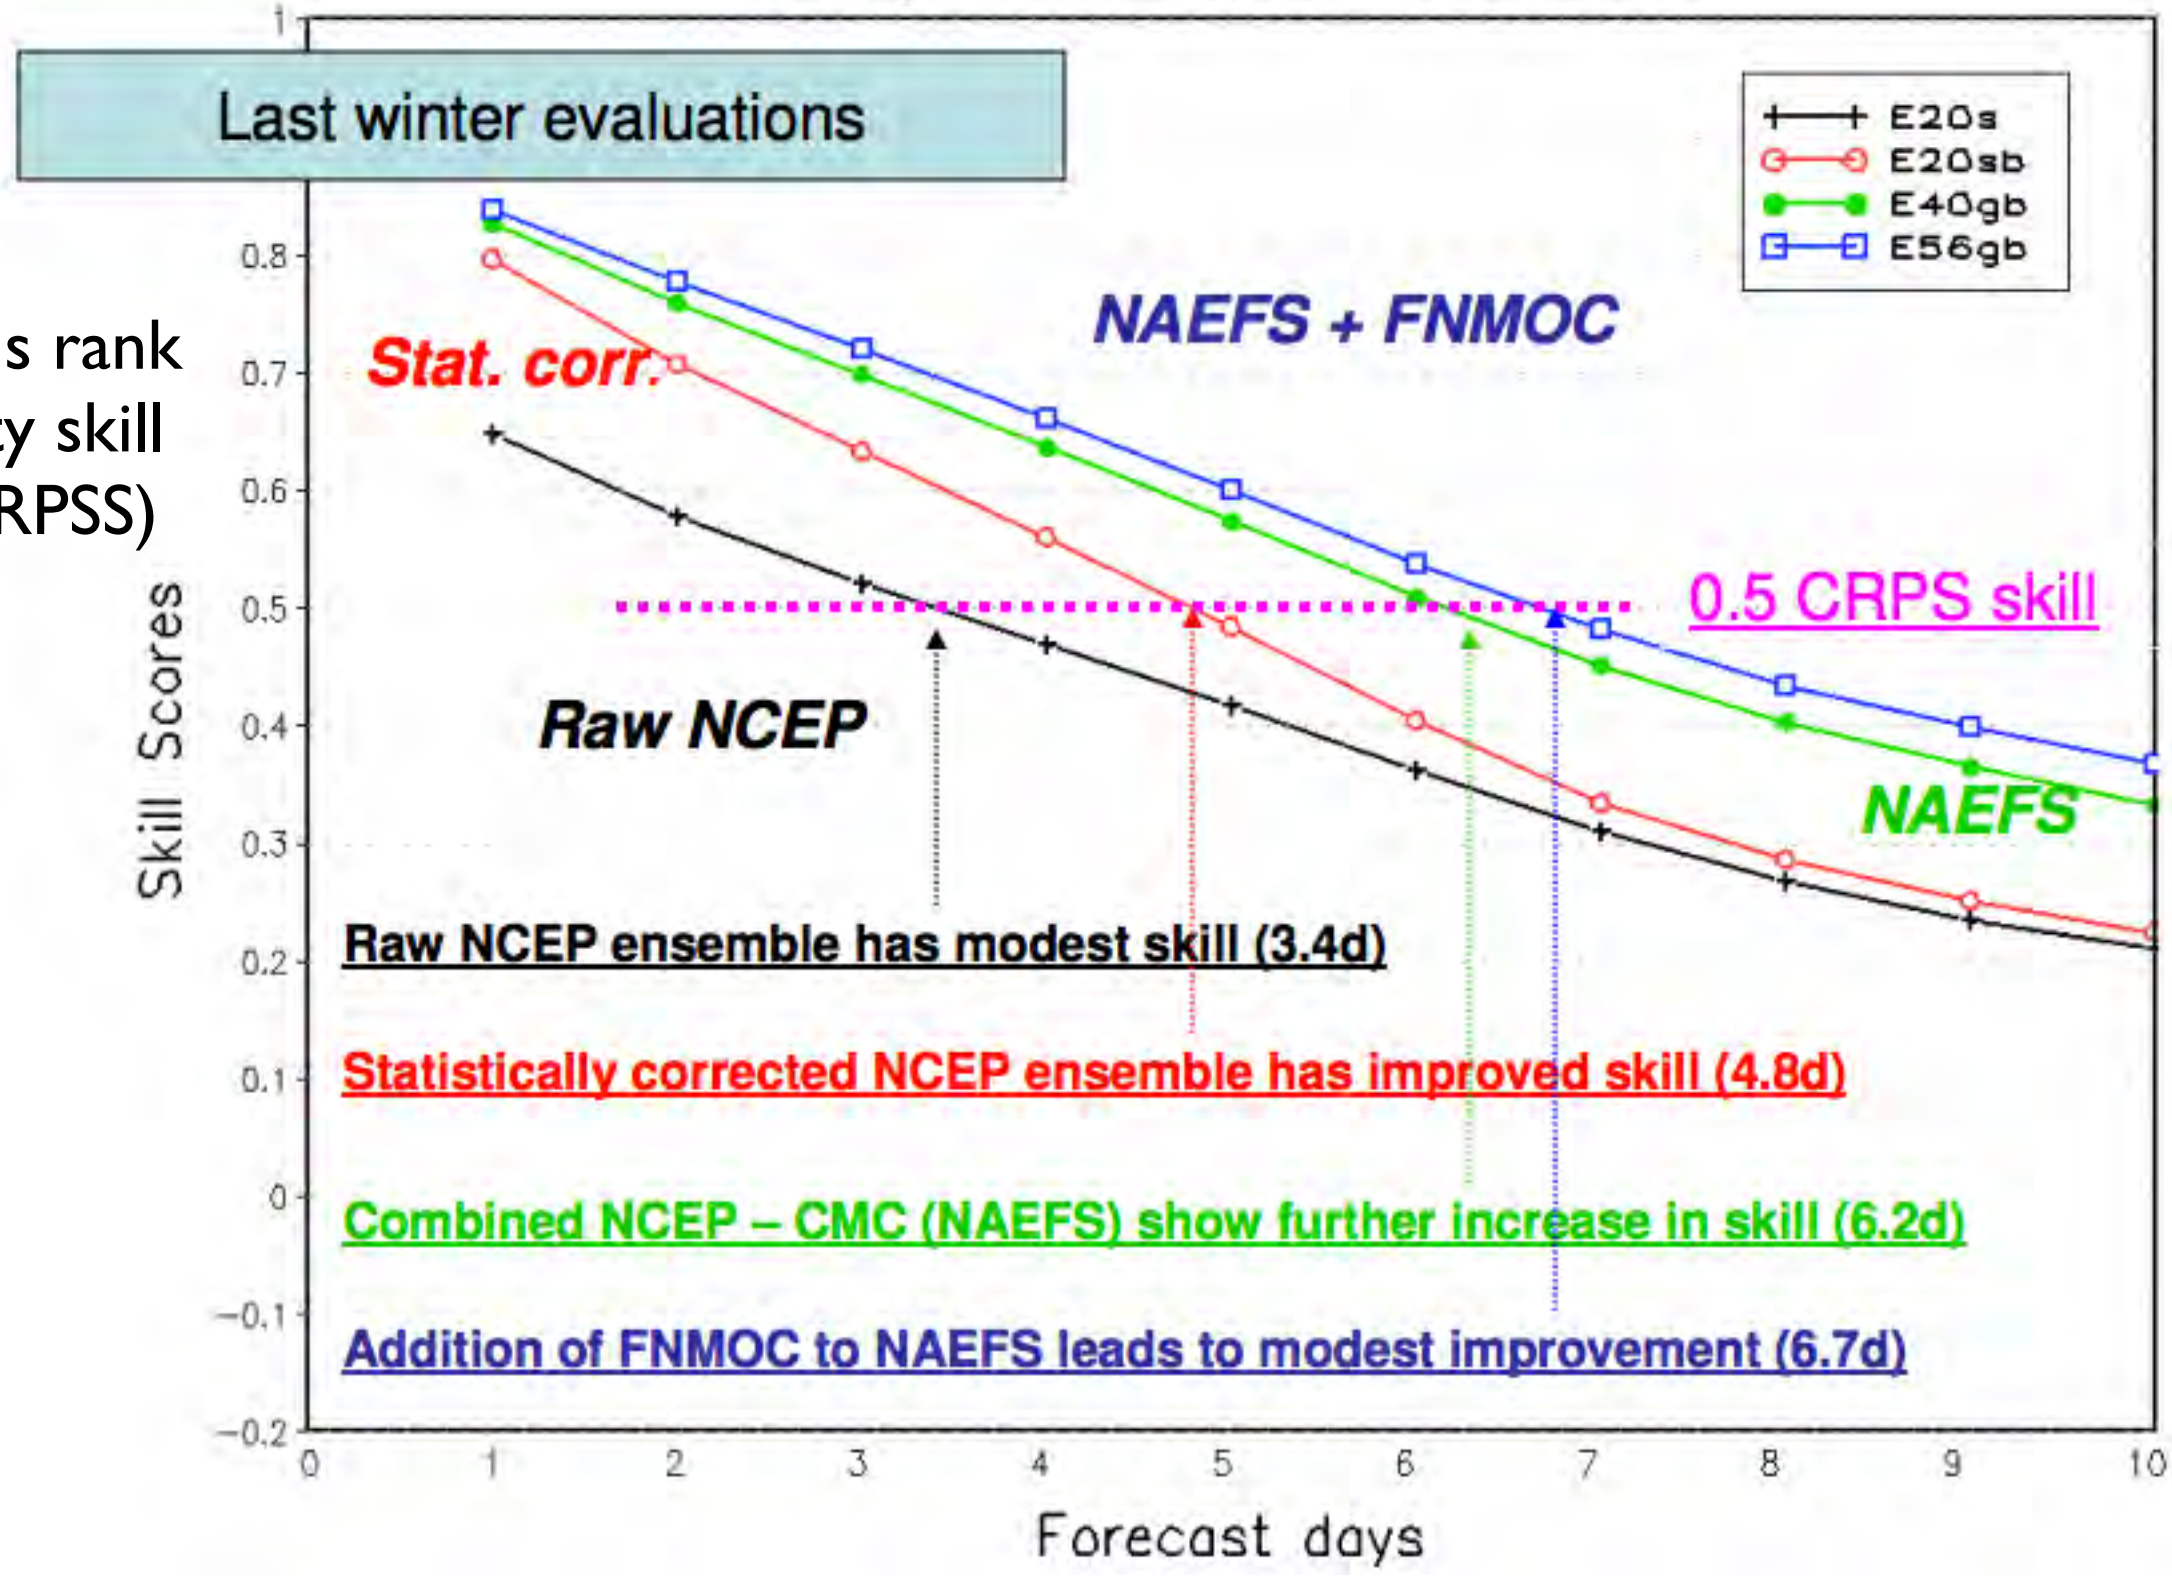 1
Last winter evaluations
E20s
E20sb
E40gb
E56gb
s rank
ty skill
RPSS)
NAEFS + FNMOC
Stat. corr.
0.8
0.7
0.6
0.5
0.4
0.3
0.2
0.1
0
−0.1
−0.2
Skill Scores
0.5 CRPS skill
Raw NCEP
NAEFS
Raw NCEP ensemble has modest skill (3.4d)
Statistically corrected NCEP ensemble has improved skill (4.8d)
Combined NCEP – CMC (NAEFS) show further increase in skill (6.2d)
Addition of FNMOC to NAEFS leads to modest improvement (6.7d)
0 1 2 3 4 5 6 7 8 9 10
Forecast days